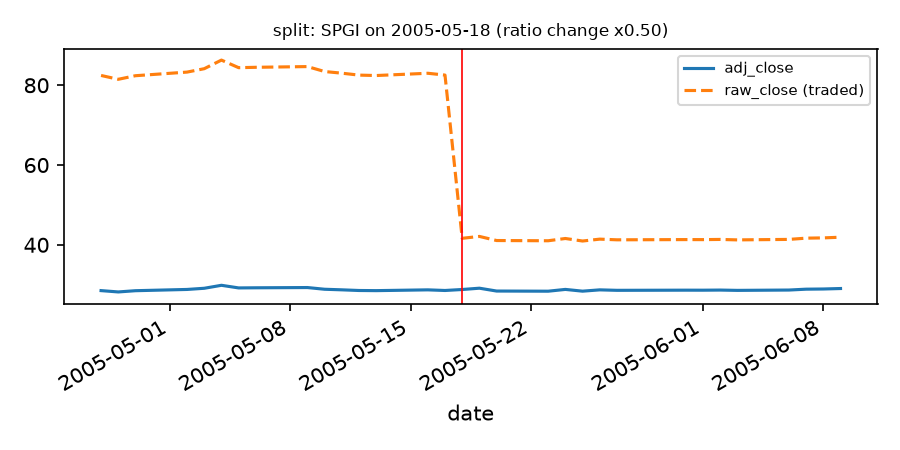 split: SPGI on 2005-05-18 (ratio change x0.50)
adj_close
raw_close (traded)
80
60
40
2005-05-01
2005-05-08
2005-05-15
2005-05-22
2005-06-01
2005-06-08
date